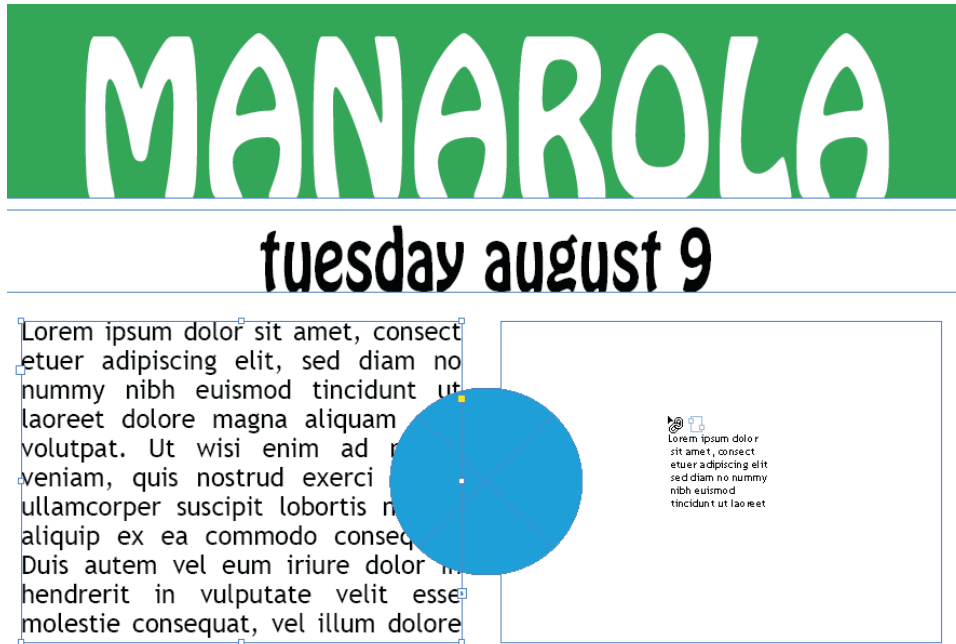 MANAROLA
tuesday august 9
Lorem ipsum dolor sit amet, consect
etuer adipiscing elit, sed diam no
nummy nibh euismod tincidunt ut
laoreet dolore magna aliquam
volutpat. Ut wisi enim ad
veniam, quis nostrud exerci
ullamcorper suscipit lobortis
aliquip ex ea commodo
Duis autem vel eum iriure dolor in
hendrerit in vulputate velit esse
molestie consequat, vel illum dolore
Lorem ipsum dolor
sit amet, consect
etuer adipiscing elit
sed diam no nummy
nibh euismod
tincidunt ut laoreet